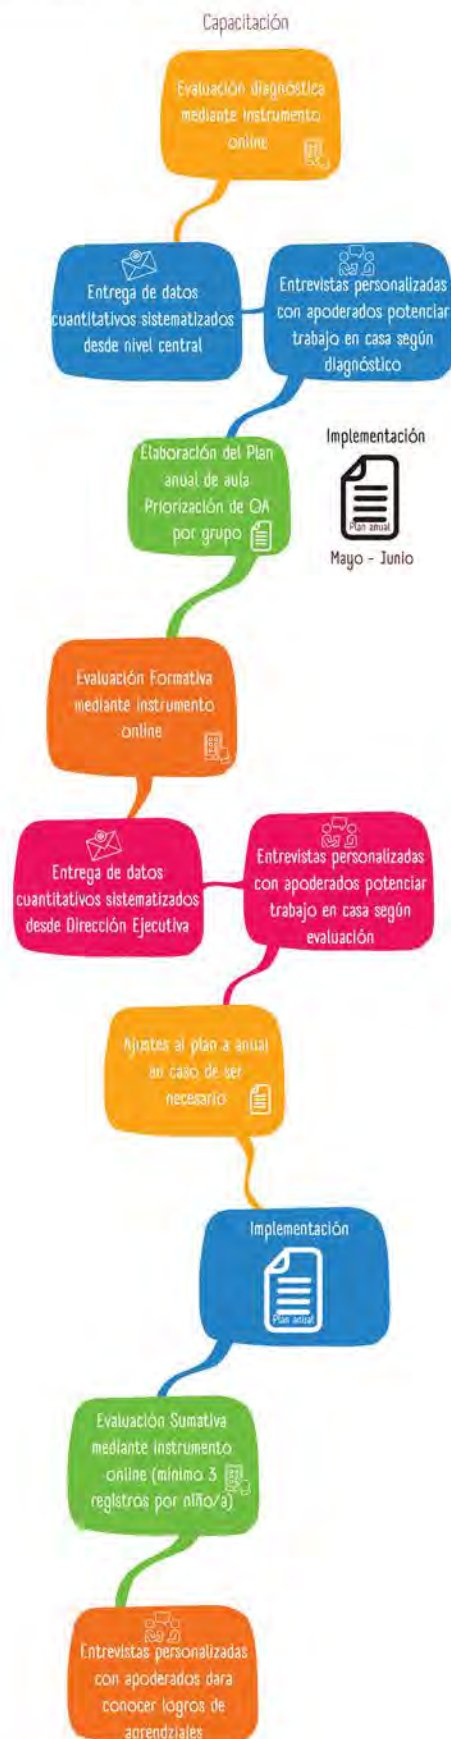 Capacitación
Evaluación diagnóstica
mediante instrumento
online
Entrega de datos
cuantitativos sistematizados
desde nivel central
Entrevistas personalizadas
con apoderados potenciar
trabajo en casa según
diagnóstico
Elaboración del Plan
anual de aula
Priorización de OA
por grupo
Implementación
Plan anual
Mayo - Junio
Evaluación Formativa
mediante instrumento
online
Entrega de datos
cuantitativos sistematizados
desde Dirección Ejecutiva
Entrevistas personalizadas
con apoderados potenciar
trabajo en casa según
evaluación
Ajustes al plan a anual
en caso de ser
necesario
Implementación
Plan anual
Evaluación Sumativa
mediante instrumento
online (mínimo 3
registros por niño/a)
Entrevistas personalizadas
con apoderados dara
conocer logros de
aprendziales